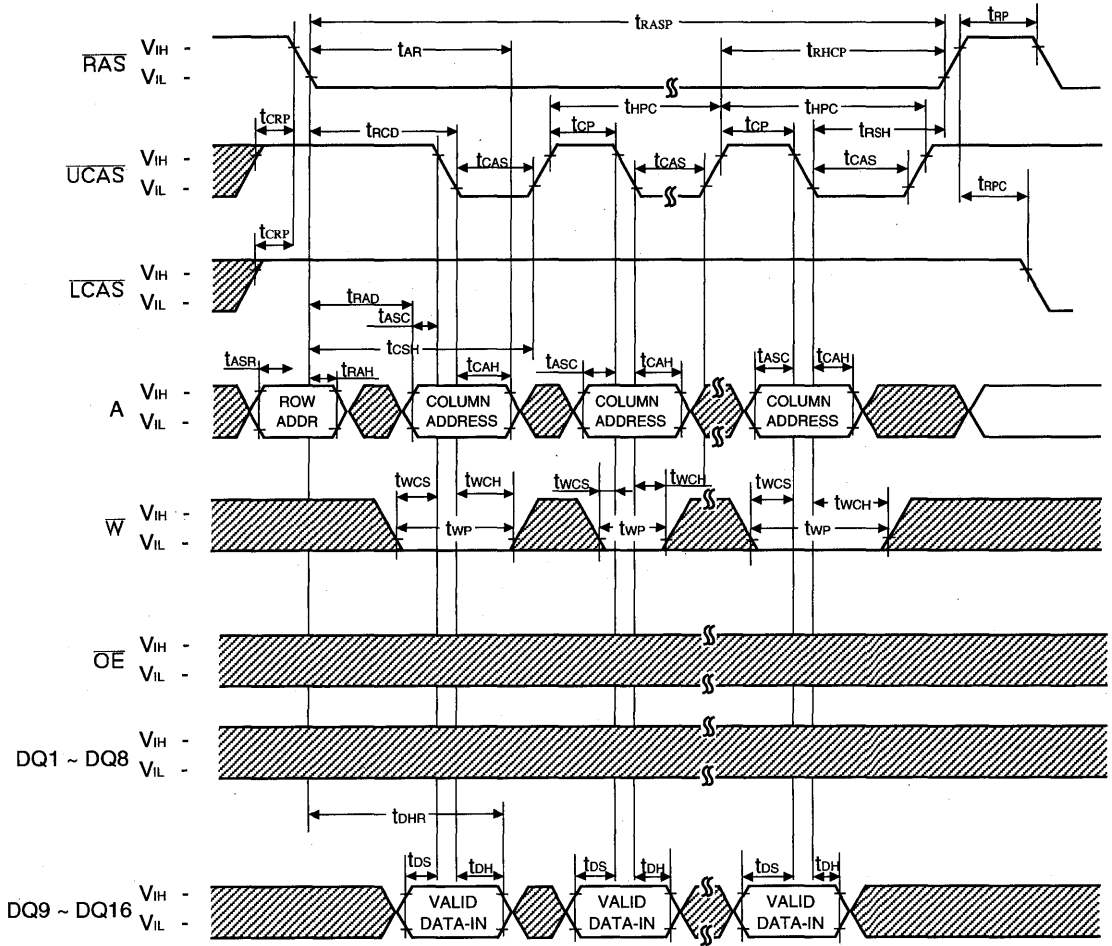 tRASP tRP
tAR tRHCP
RAS VIH -
VIL -
tHPC tHPC
tCRP tRCD tCP tCP tRSH
UCAS VIH -
VIL -
tCAS tCAS tCAS
tRPC
tCRP
LCAS VIH -
VIL -
tRAD
tASC
tCSH
tASR tRAH tCAH tASC tCAH tASC tCAH
A VIH -
VIL -
ROW ADDR COLUMN ADDRESS COLUMN ADDRESS COLUMN ADDRESS
tWCS tWCH tWCS tWCH tWCS tWCH
W VIH -
VIL -
tWP tWP tWP
OE VIH -
VIL -
DQ1 ~ DQ8 VIH -
VIL -
tDHR
tDS tDH tDS tDH tDS tDH
DQ9 ~ DQ16 VIH -
VIL -
VALID DATA-IN VALID DATA-IN VALID DATA-IN